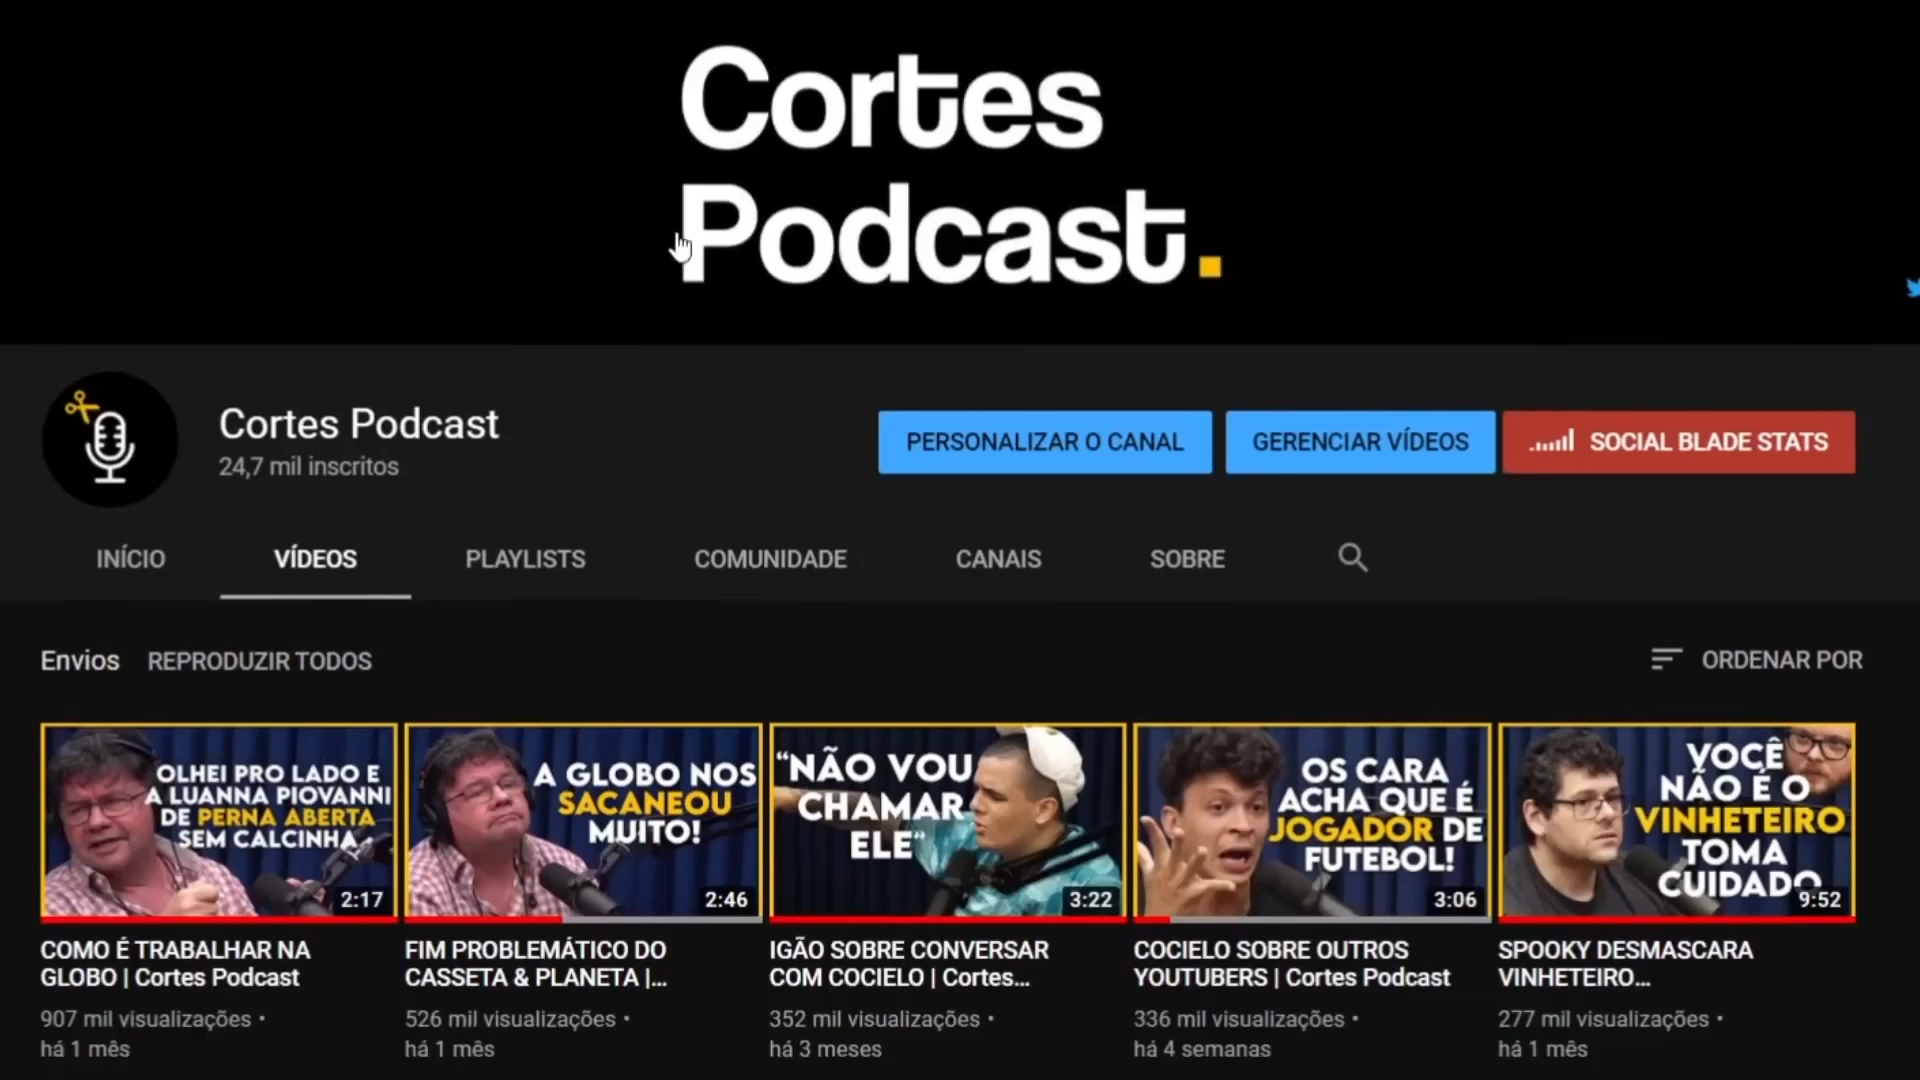 Cortes
Podcast.
Cortes Podcast
24,7 mil inscritos
PERSONALIZAR O CANAL
GERENCIAR VÍDEOS
SOCIAL BLADE STATS
INÍCIO
VÍDEOS
PLAYLISTS
COMUNIDADE
CANAIS
SOBRE
Envios
REPRODUZIR TODOS
ORDENAR POR
OLHEI PRO LADO E
A LUANNA PIOVANNI
DE PERNA ABERTA
SEM CALCINHA
2:17
COMO É TRABALHAR NA
GLOBO | Cortes Podcast
907 mil visualizações •
há 1 mês
A GLOBO NOS
SACANEOU
MUITO!
2:46
FIM PROBLEMÁTICO DO
CASSETA & PLANETA |...
526 mil visualizações •
há 1 mês
“NÃO VOU
CHAMAR
ELE“
3:22
IGÃO SOBRE CONVERSAR
COM COCIELO | Cortes...
352 mil visualizações •
há 3 meses
OS CARA
ACHA QUE É
JOGADOR DE
FUTEBOL!
3:06
COCIELO SOBRE OUTROS
YOUTUBERS | Cortes Podcast
336 mil visualizações •
há 4 semanas
VOCÊ
NÃO É O
VINHETEIRO
TOMA
CUIDADO
9:52
SPOOKY DESMASCARA
VINHETEIRO...
277 mil visualizações •
há 1 mês